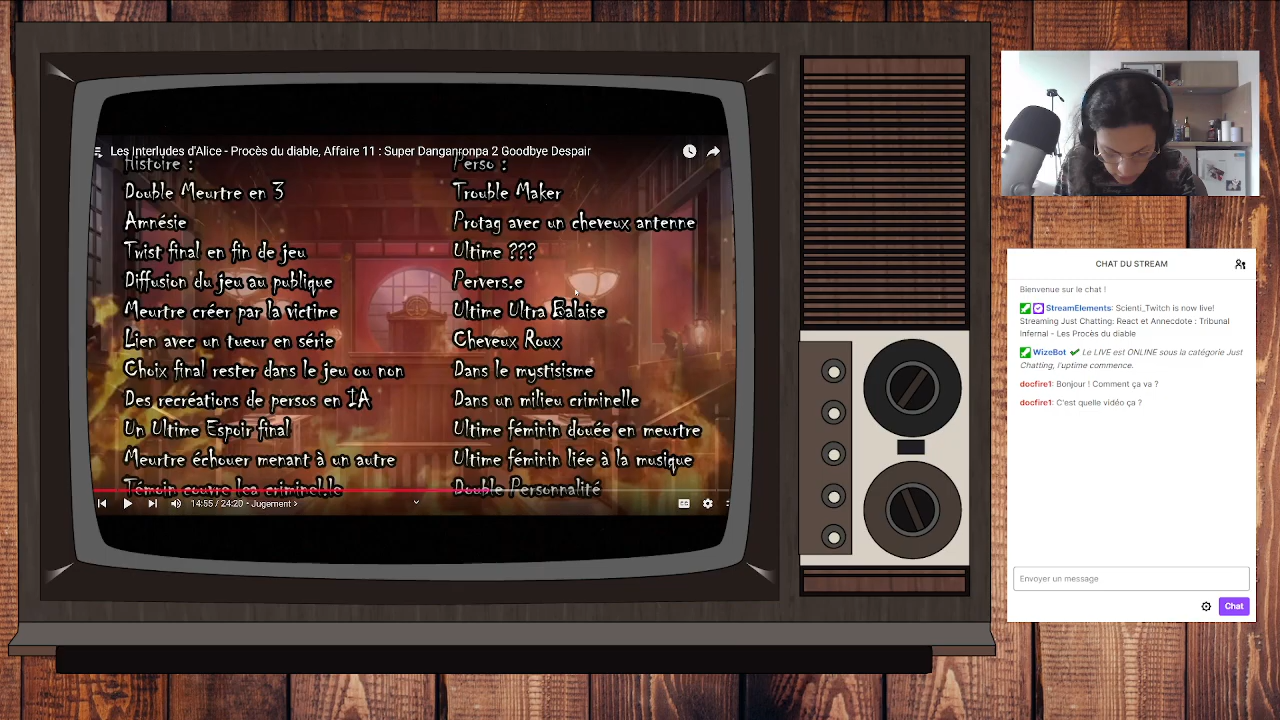 Les Interludes d'Alice - Procès du diable, Affaire 11 : Super Danganronpa 2 Goodbye Despair
Histoire :
Double Meurtre en 3
Amnésie
Twist final en fin de jeu
Diffusion du jeu au publique
Meurtre créer par la victime
Lien avec un tueur en série
Choix final rester dans le jeu ou non
Des recréations de persos en IA
Un Ultime Espoir final
Meurtre échouer menant à un autre
Témoin couvre lea criminel.le
Perso :
Trouble Maker
Protag avec un cheveux antenne
Ultime ???
Pervers.e
Ultime Ultra Balaise
Cheveux Roux
Dans le mystisisme
Dans un milieu criminelle
Ultime féminin douée en meurtre
Ultime féminin liée à la musique
Double Personnalité
14:55 / 24:20 - Jugement >
CHAT DU STREAM
Bienvenue sur le chat !
StreamElements: Scienti_Twitch is now live!
Streaming Just Chatting: React et Annecdote : Tribunal
Infernal - Les Procès du diable
WizeBot Le LIVE est ONLINE sous la catégorie Just
Chatting, l'uptime commence.
docfire1: Bonjour ! Comment ça va ?
docfire1: C'est quelle vidéo ça ?
Envoyer un message
Chat